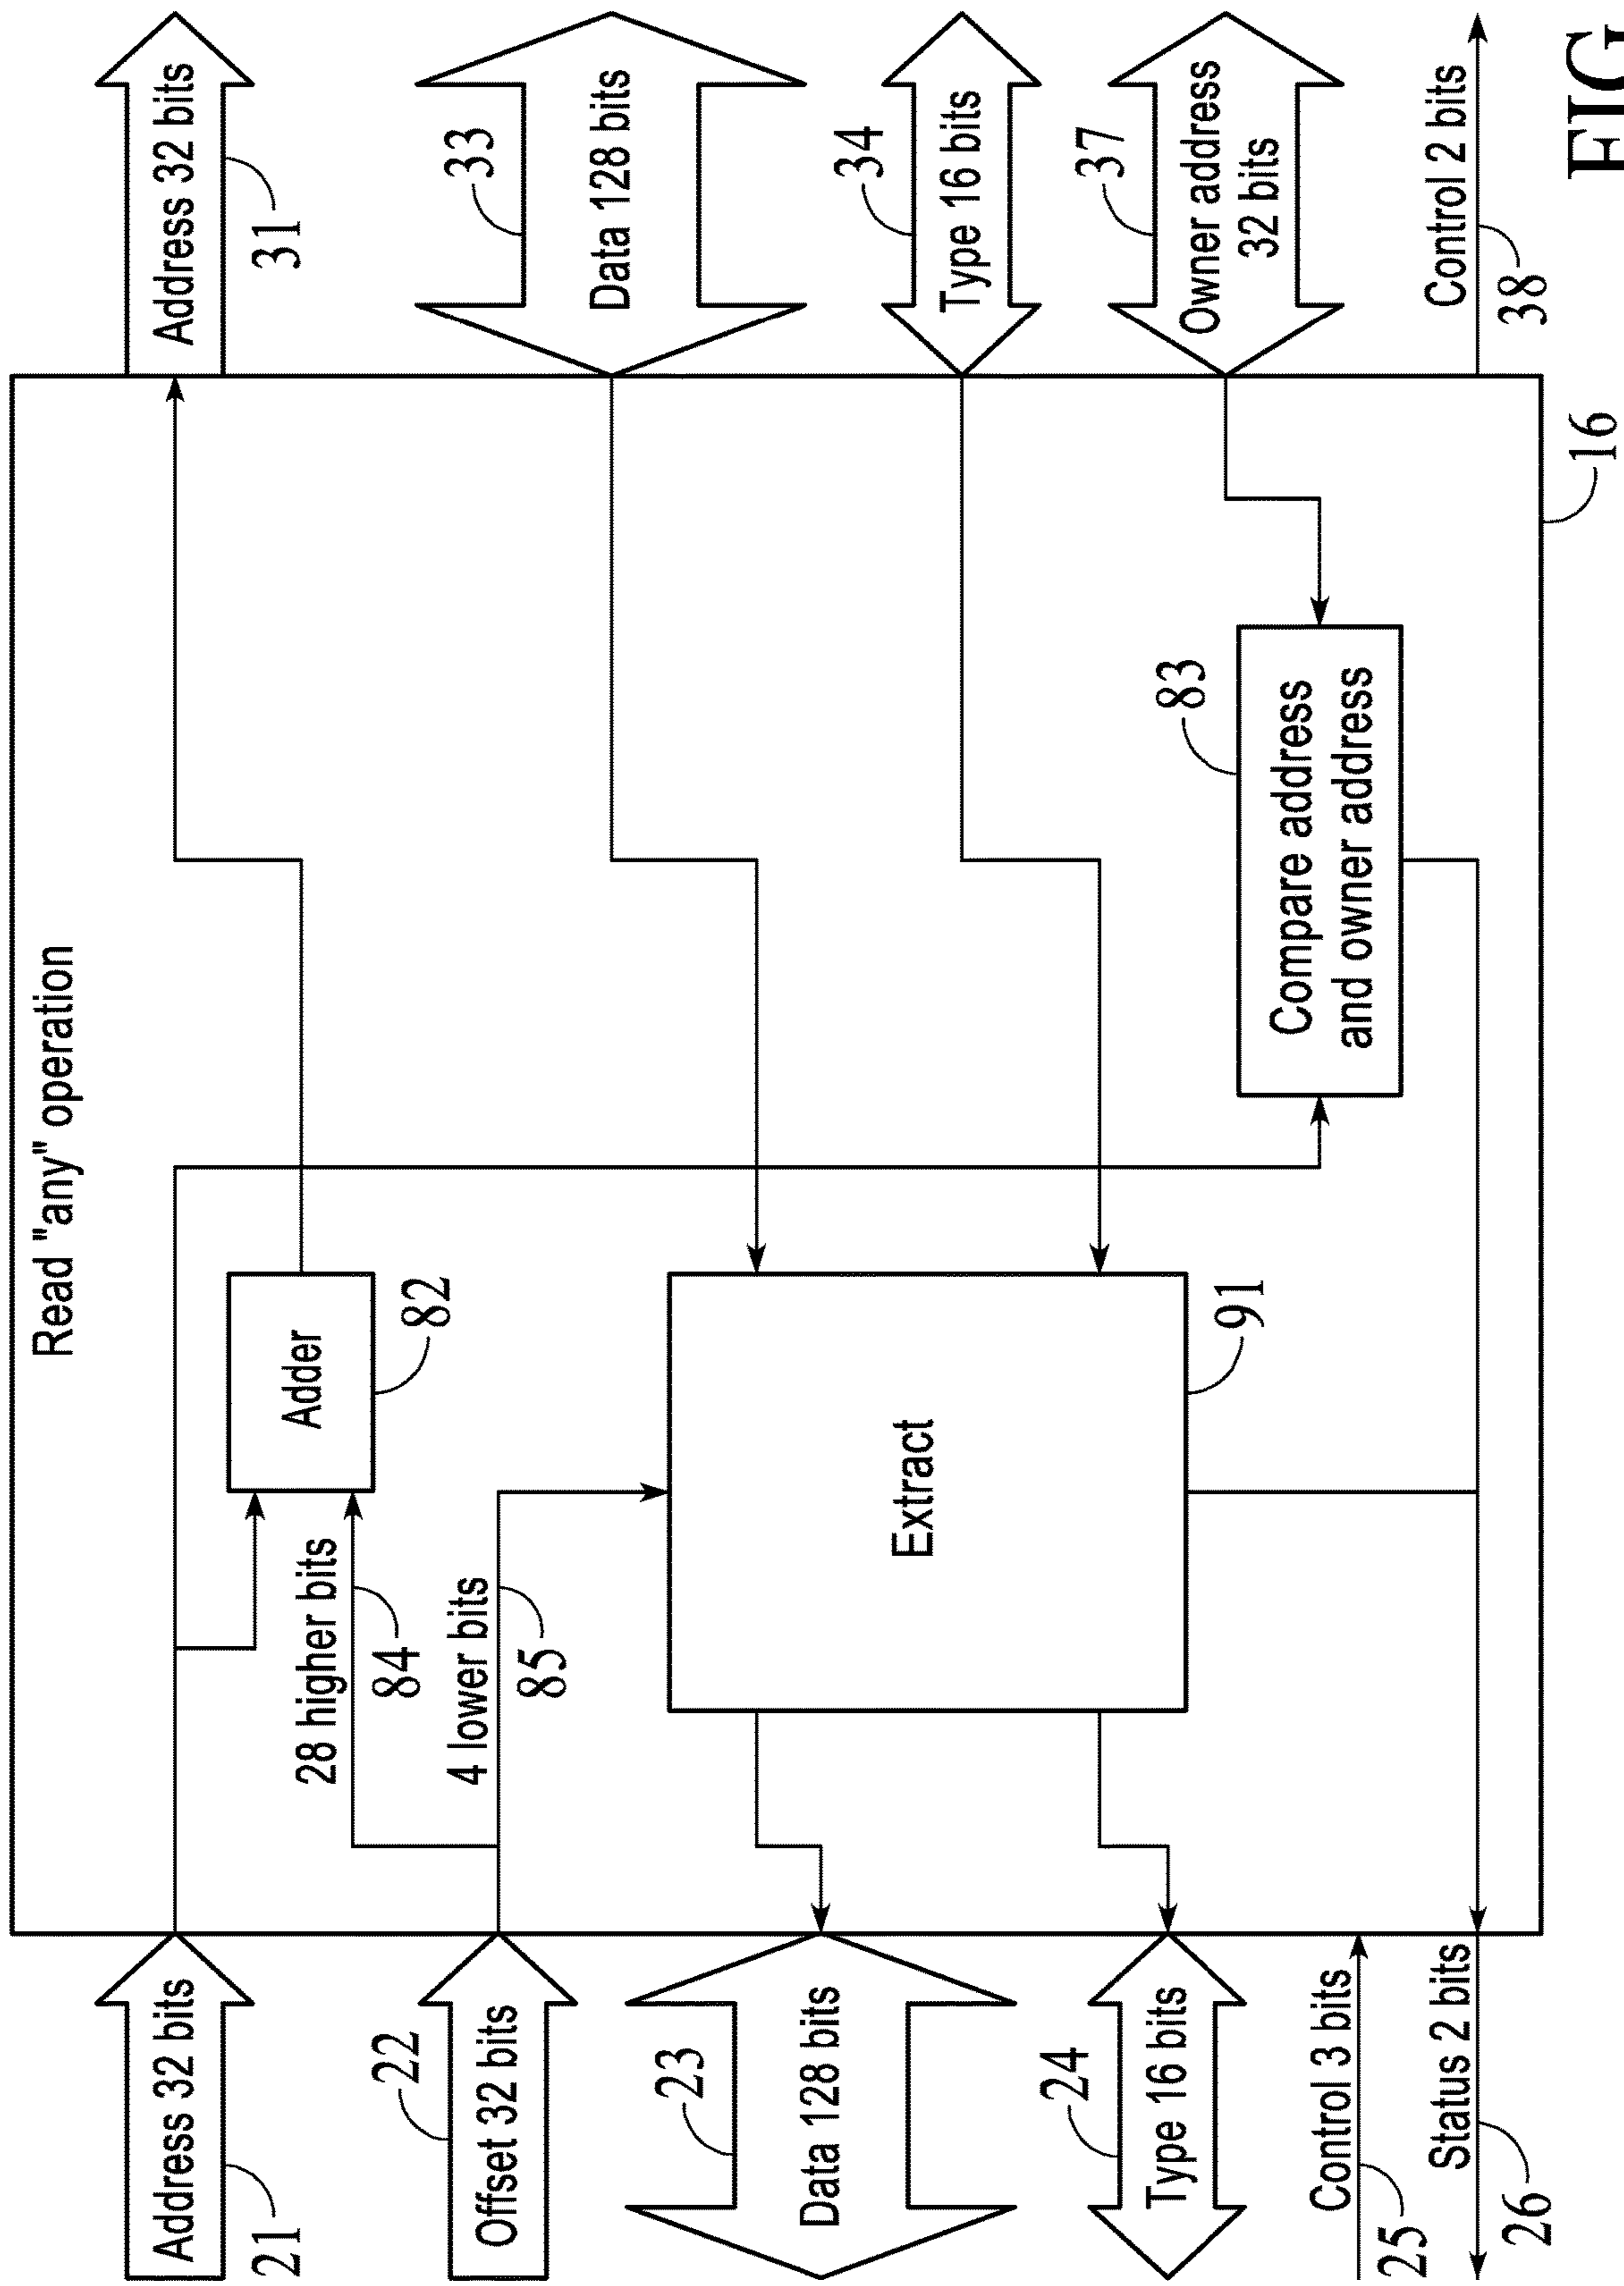 Read "any" operation
Address 32 bits
21
Offset 32 bits
22
Data 128 bits
23
Type 16 bits
24
Control 3 bits
25
Status 2 bits
26
28 higher bits
84
4 lower bits
85
Adder
82
Extract
91
Compare address
and owner address
83
Address 32 bits
31
Data 128 bits
33
Type 16 bits
34
Owner address
32 bits
37
Control 2 bits
38
16
FIG